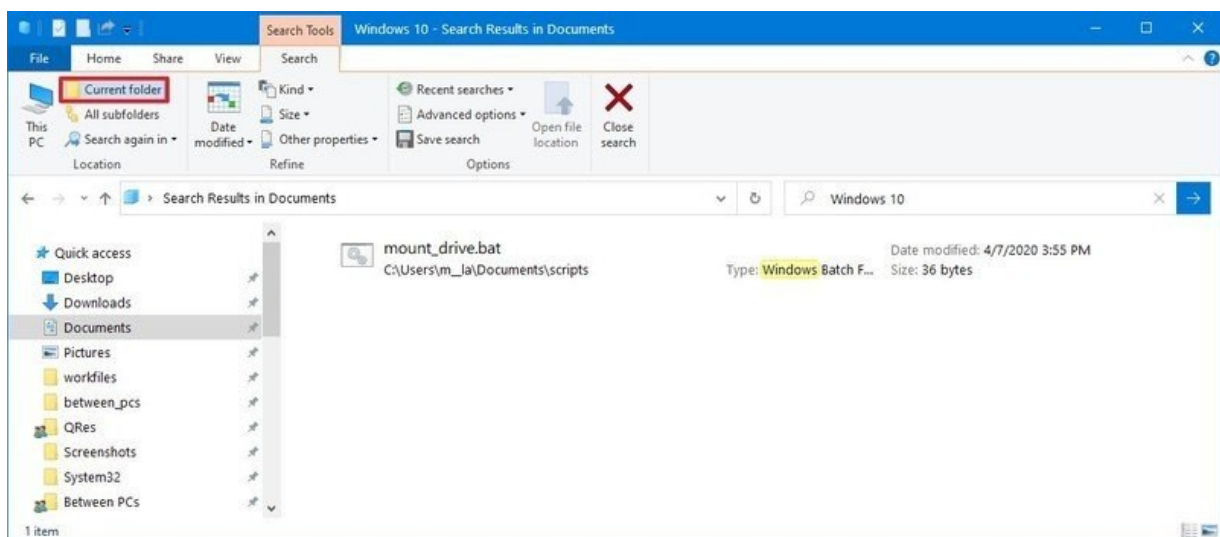 Search Tools Windows 10 - Search Results in Documents
File Home Share View Search
Current folder
All subfolders
Search again in
This PC
Location
Date modified
Kind
Size
Other properties
Refine
Recent searches
Advanced options
Save search
Open file location
Options
Close search
Search Results in Documents
Windows 10
Quick access
Desktop
Downloads
Documents
Pictures
workfiles
between_pcs
QRes
Screenshots
System32
Between PCs
mount_drive.bat
C:\Users\m__la\Documents\scripts
Type: Windows Batch F...
Date modified: 4/7/2020 3:55 PM
Size: 36 bytes
1 item